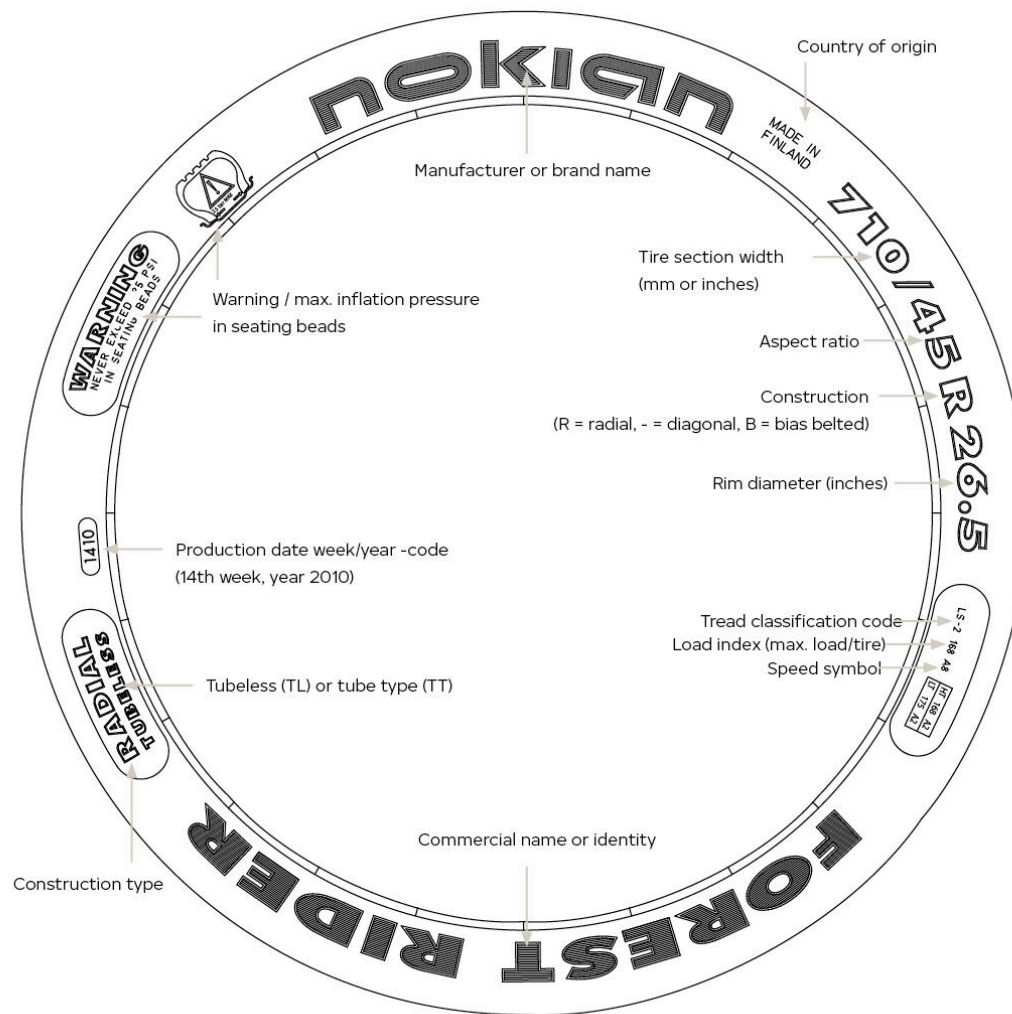 nokian
Country of origin
MADE IN
FINLAND
Manufacturer or brand name
710/45 R 26.5
Tire section width
(mm or inches)
Warning / max. inflation pressure
in seating beads
WARNING
NEVER EXCEED 35 PSI
IN SEATING BEADS
Aspect ratio
Construction
(R = radial, - = diagonal, B = bias belted)
Rim diameter (inches)
1410
Production date week/year -code
(14th week, year 2010)
Tread classification code
Load index (max. load/tire)
Speed symbol
LS-2 168 A8
HT 168 A2
LT 175 A2
RADIAL
TUBELESS
Tubeless (TL) or tube type (TT)
Construction type
Commercial name or identity
FOREST RIDER